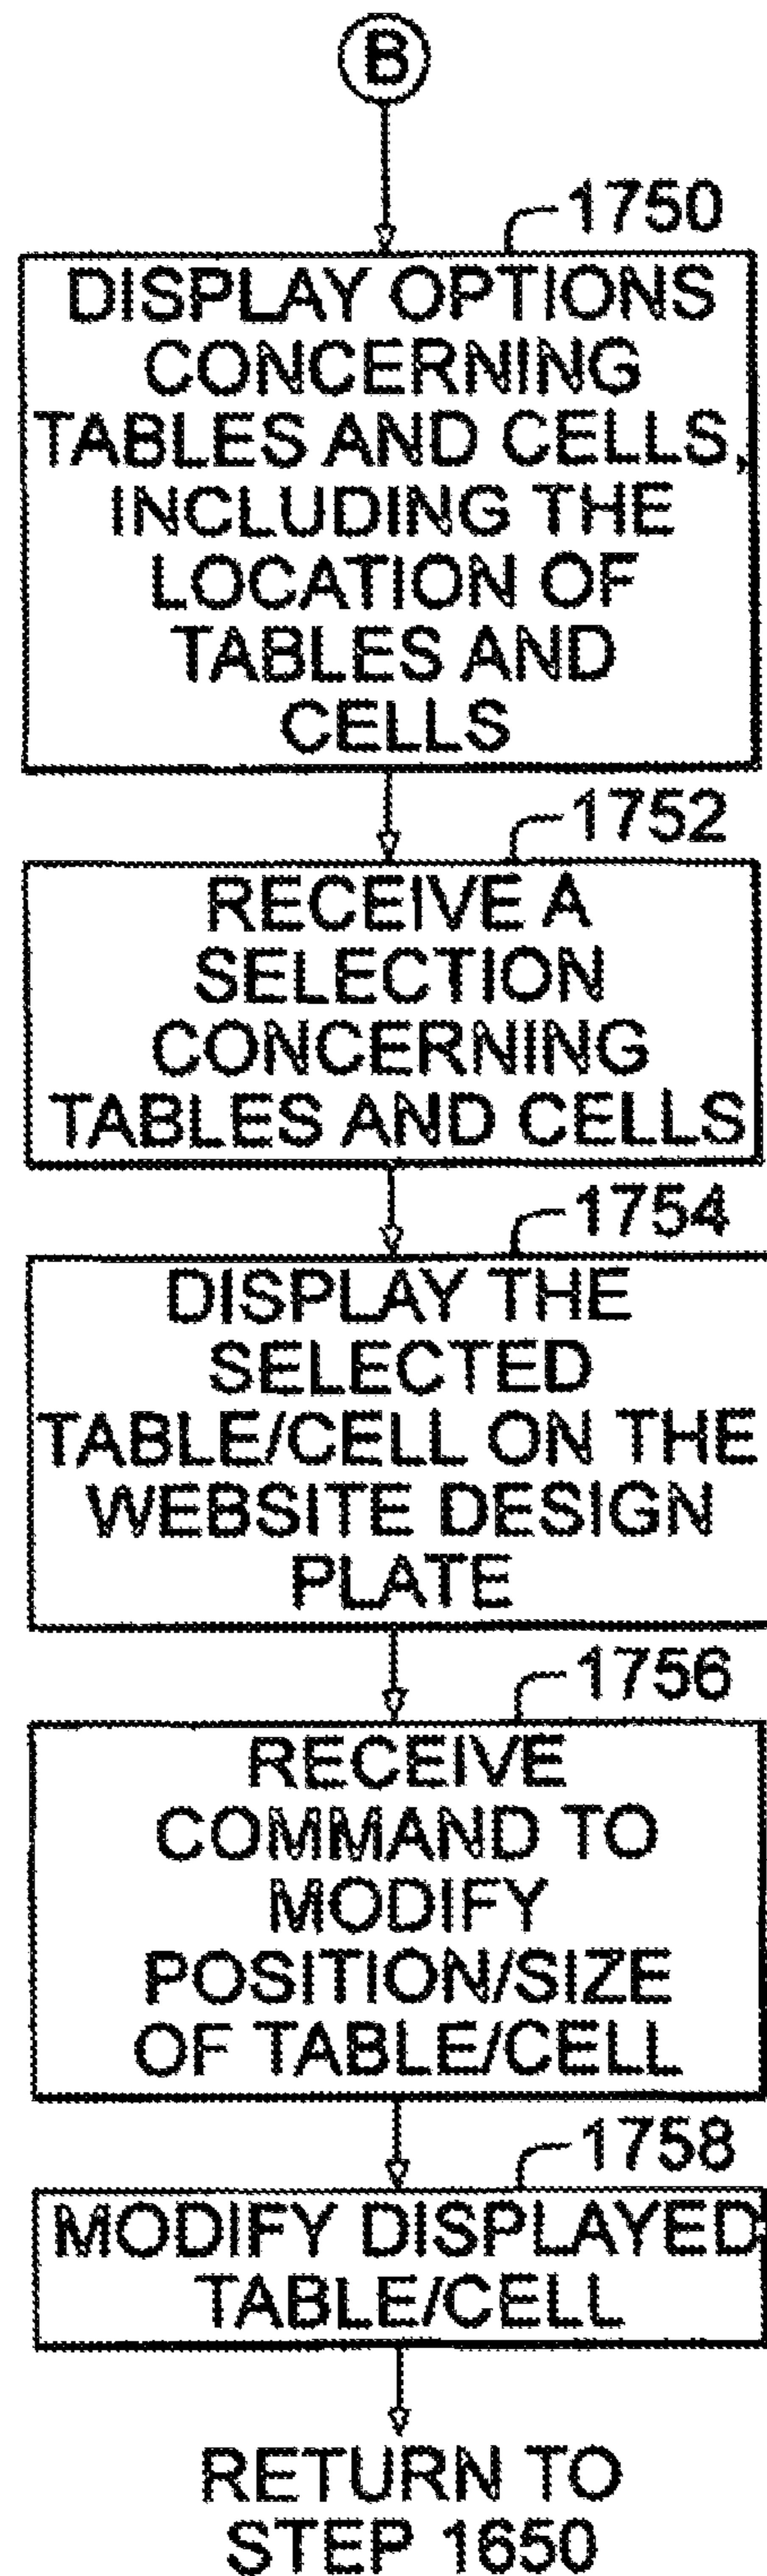 B
1750
DISPLAY OPTIONS
CONCERNING
TABLES AND CELLS,
INCLUDING THE
LOCATION OF
TABLES AND
CELLS
1752
RECEIVE A
SELECTION
CONCERNING
TABLES AND CELLS
1754
DISPLAY THE
SELECTED
TABLE/CELL ON THE
WEBSITE DESIGN
PLATE
1756
RECEIVE
COMMAND TO
MODIFY
POSITION/SIZE
OF TABLE/CELL
1758
MODIFY DISPLAYED
TABLE/CELL
RETURN TO
STEP 1650